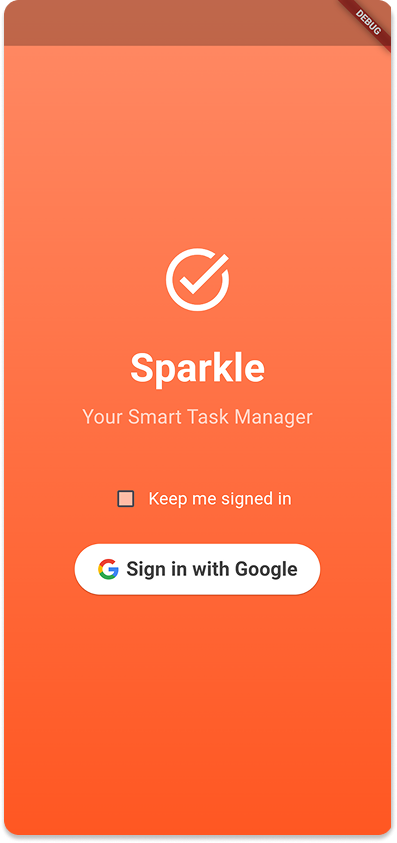 DEBUG
Sparkle
Your Smart Task Manager
Keep me signed in
Sign in with Google